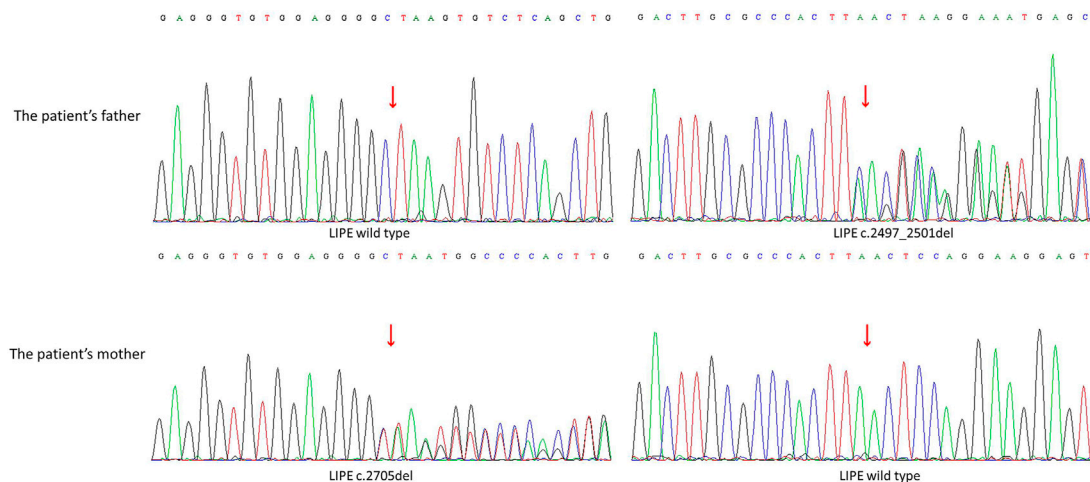 G A G G G T G T G G A G G G G C T A A G T G T C T C A G C T G
G A C T T G C G C C C A C T T A A C T A A G G A A A T G A G C
The patient's father
LIPE wild type
LIPE c.2497_2501del
G A G G G T G T G G A G G G G C T A A T G G C C C C A C T T G
G A C T T G C G C C C A C T T A A C T C C A G G A A G G A G T
The patient's mother
LIPE c.2705del
LIPE wild type